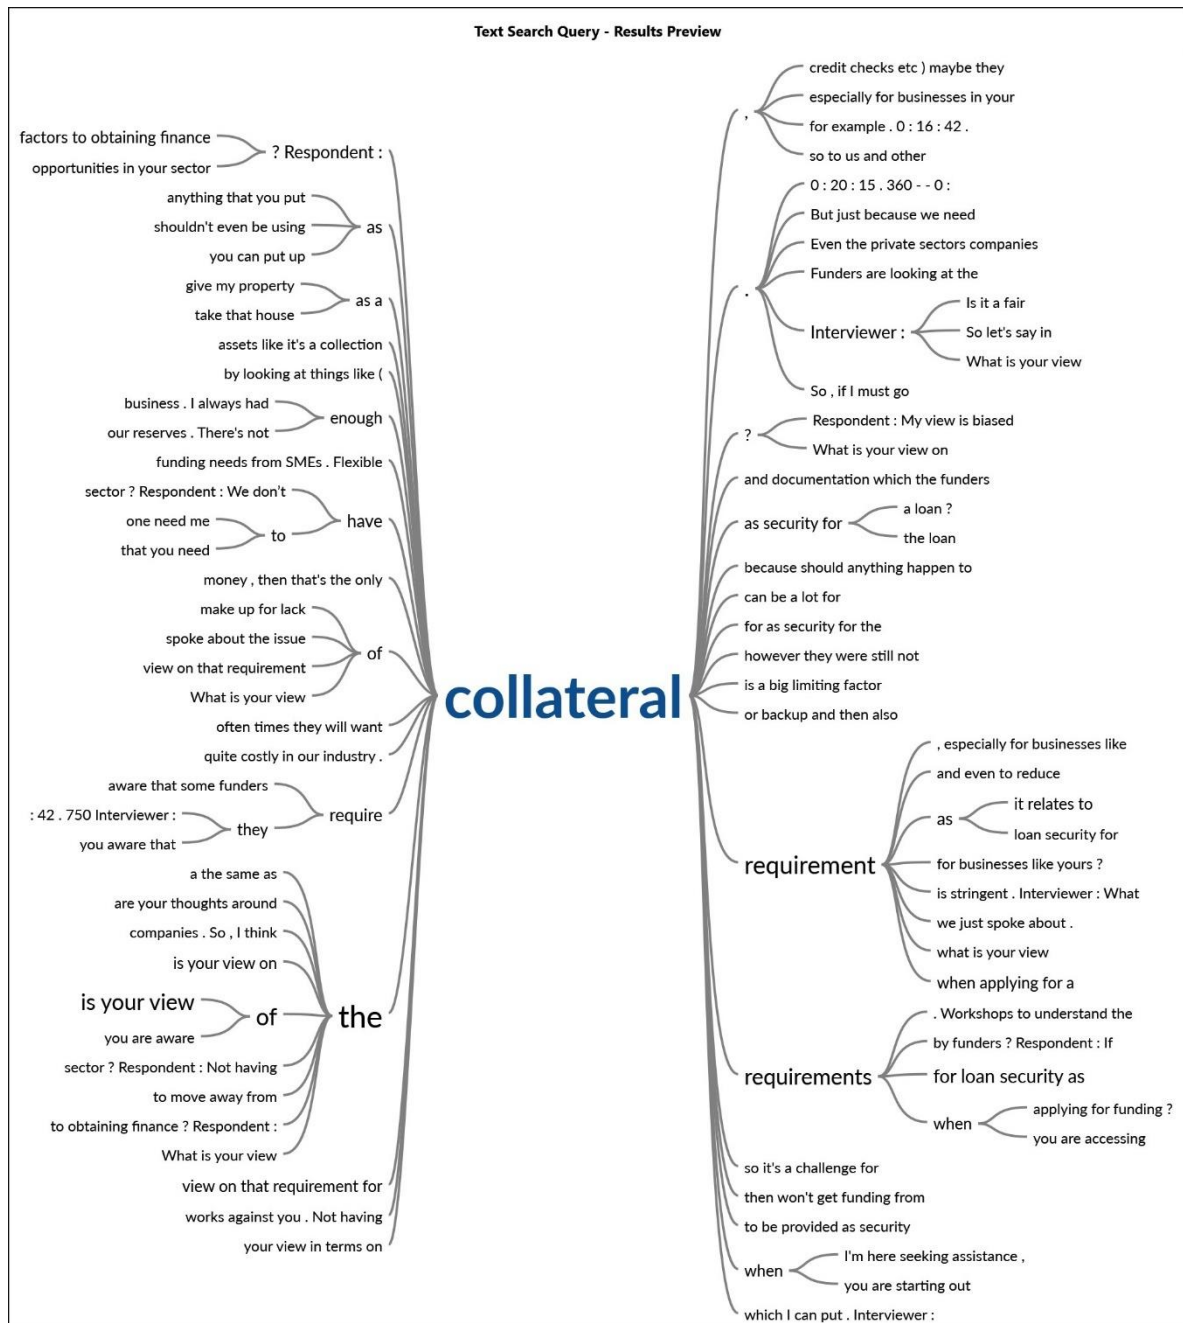 Text Search Query - Results Preview
factors to obtaining finance
opportunities in your sector
? Respondent :
anything that you put
shouldn't even be using
you can put up
as
give my property
take that house
as a
assets like it's a collection
by looking at things like (
business . I always had
our reserves . There's not
enough
funding needs from SMEs . Flexible
sector ? Respondent : We don't
one need me
that you need
to
have
money , then that's the only
make up for lack
spoke about the issue
view on that requirement
What is your view
of
often times they will want
quite costly in our industry .
aware that some funders
: 42 . 750 Interviewer :
you aware that
they
require
a the same as
are your thoughts around
companies . So , I think
is your view on
is your view
you are aware
of
sector ? Respondent : Not having
to move away from
to obtaining finance ? Respondent :
What is your view
the
view on that requirement for
works against you . Not having
your view in terms on
collateral
,
credit checks etc ) maybe they
especially for businesses in your
for example . 0 : 16 : 42 .
so to us and other
.
0 : 20 : 15 . 360 - - 0 :
But just because we need
Even the private sectors companies
Funders are looking at the
Interviewer :
Is it a fair
So let's say in
What is your view
So , if I must go
?
Respondent : My view is biased
What is your view on
and documentation which the funders
as security for
a loan ?
the loan
because should anything happen to
can be a lot for
for as security for the
however they were still not
is a big limiting factor
or backup and then also
requirement
, especially for businesses like
and even to reduce
as
it relates to
loan security for
for businesses like yours ?
is stringent . Interviewer : What
we just spoke about .
what is your view
when applying for a
requirements
. Workshops to understand the
by funders ? Respondent : If
for loan security as
when
applying for funding ?
you are accessing
so it's a challenge for
then won't get funding from
to be provided as security
when
I'm here seeking assistance ,
you are starting out
which I can put . Interviewer :